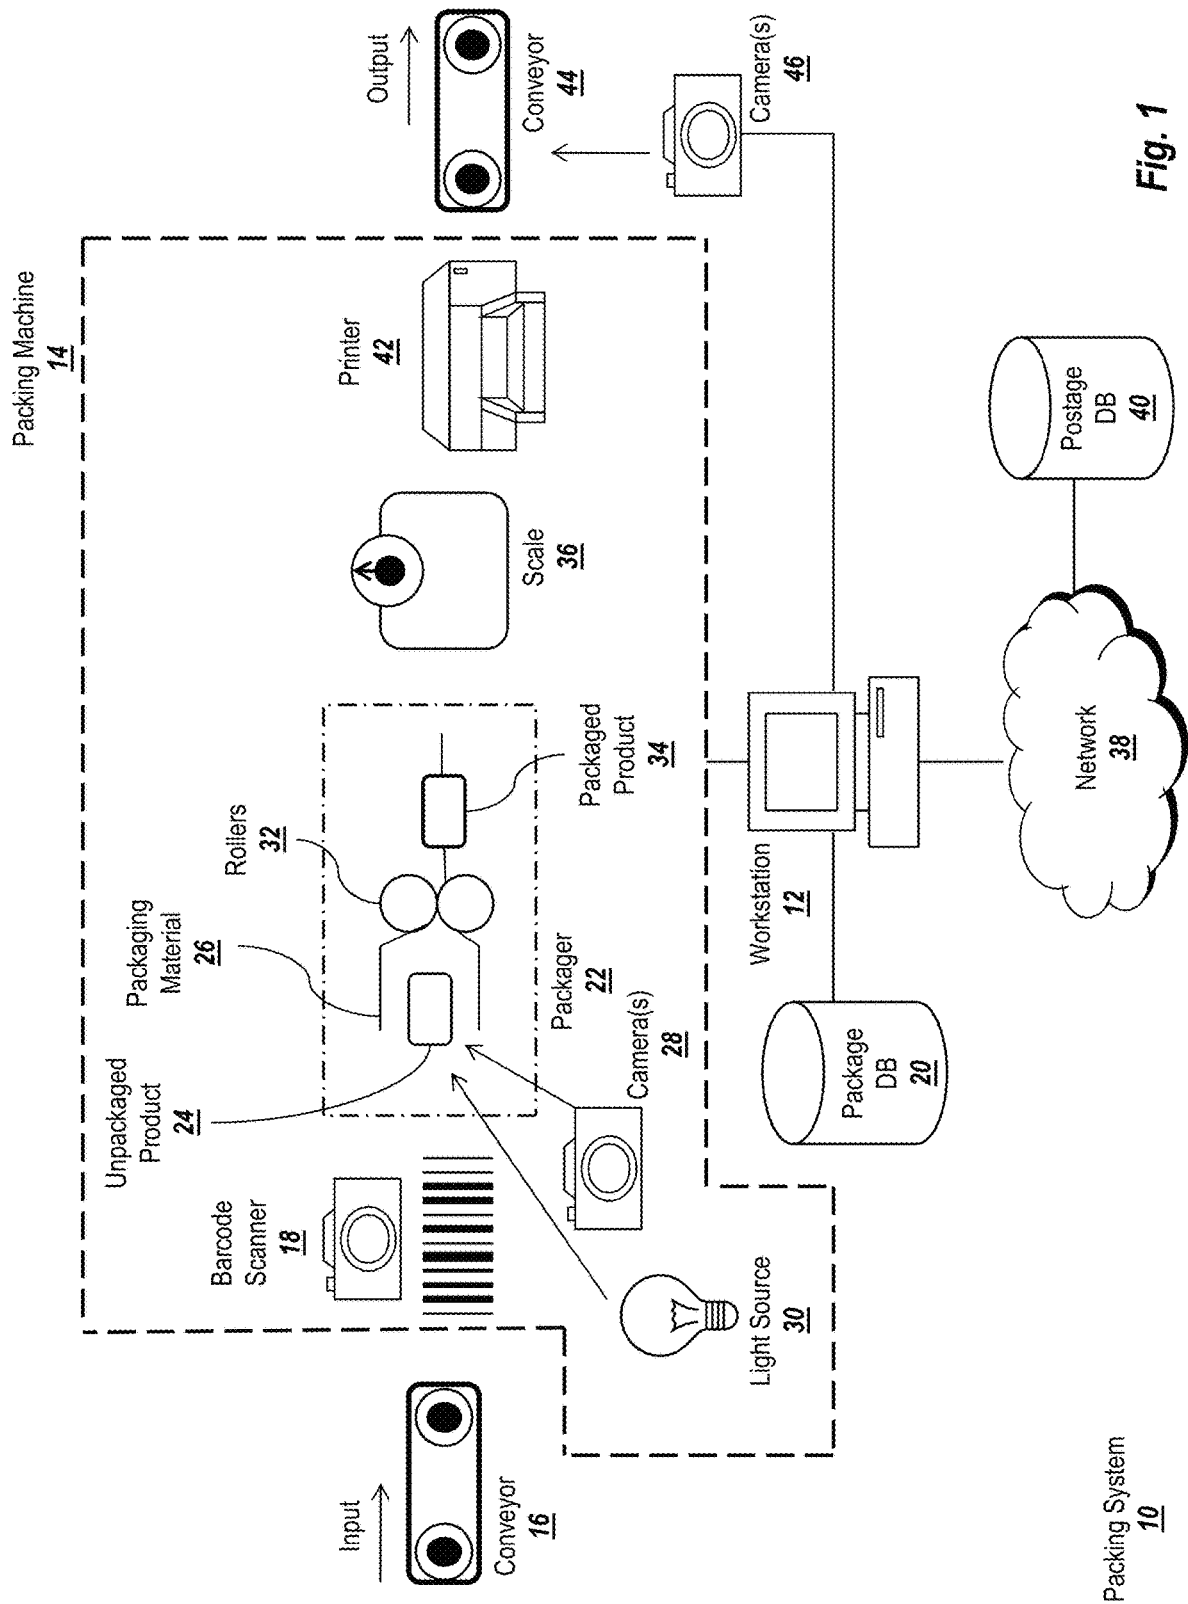 Packing Machine
14
Input
Conveyor
16
Barcode
Scanner
18
Unpackaged
Product
24
Packaging
Material
26
Rollers
32
Packager
22
Packaged
Product
34
Camera(s)
28
Light Source
30
Scale
36
Printer
42
Output
Conveyor
44
Camera(s)
46
Workstation
12
Package
DB
20
Network
38
Postage
DB
40
Packing System
10
Fig. 1